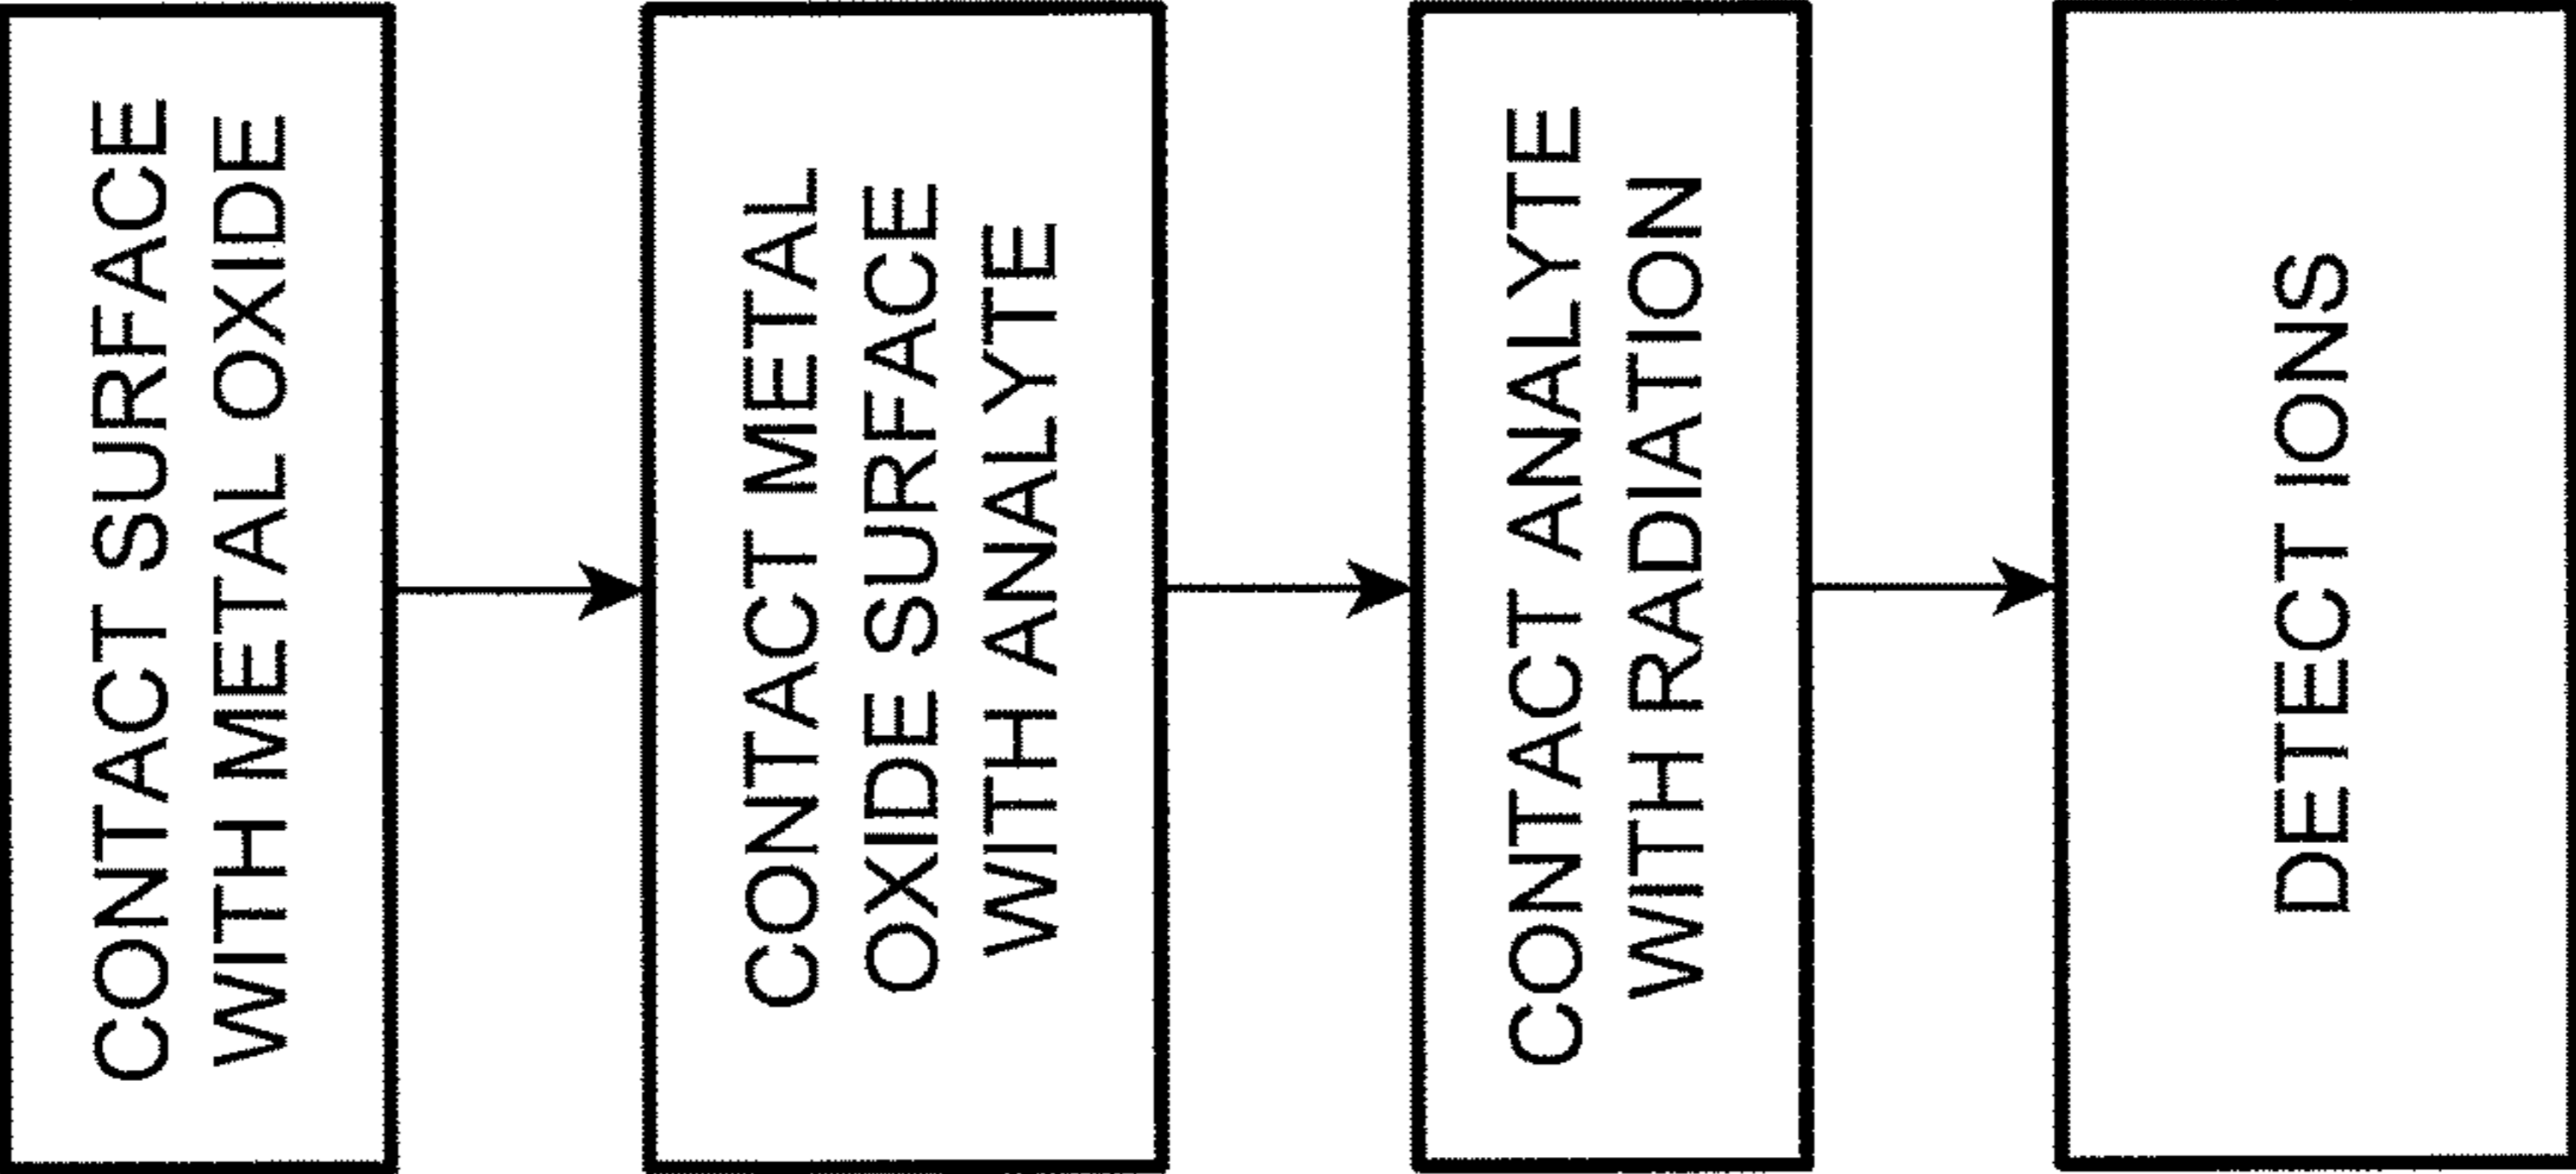 CONTACT SURFACE
WITH METAL OXIDE
CONTACT METAL
OXIDE SURFACE
WITH ANALYTE
CONTACT ANALYTE
WITH RADIATION
DETECT IONS